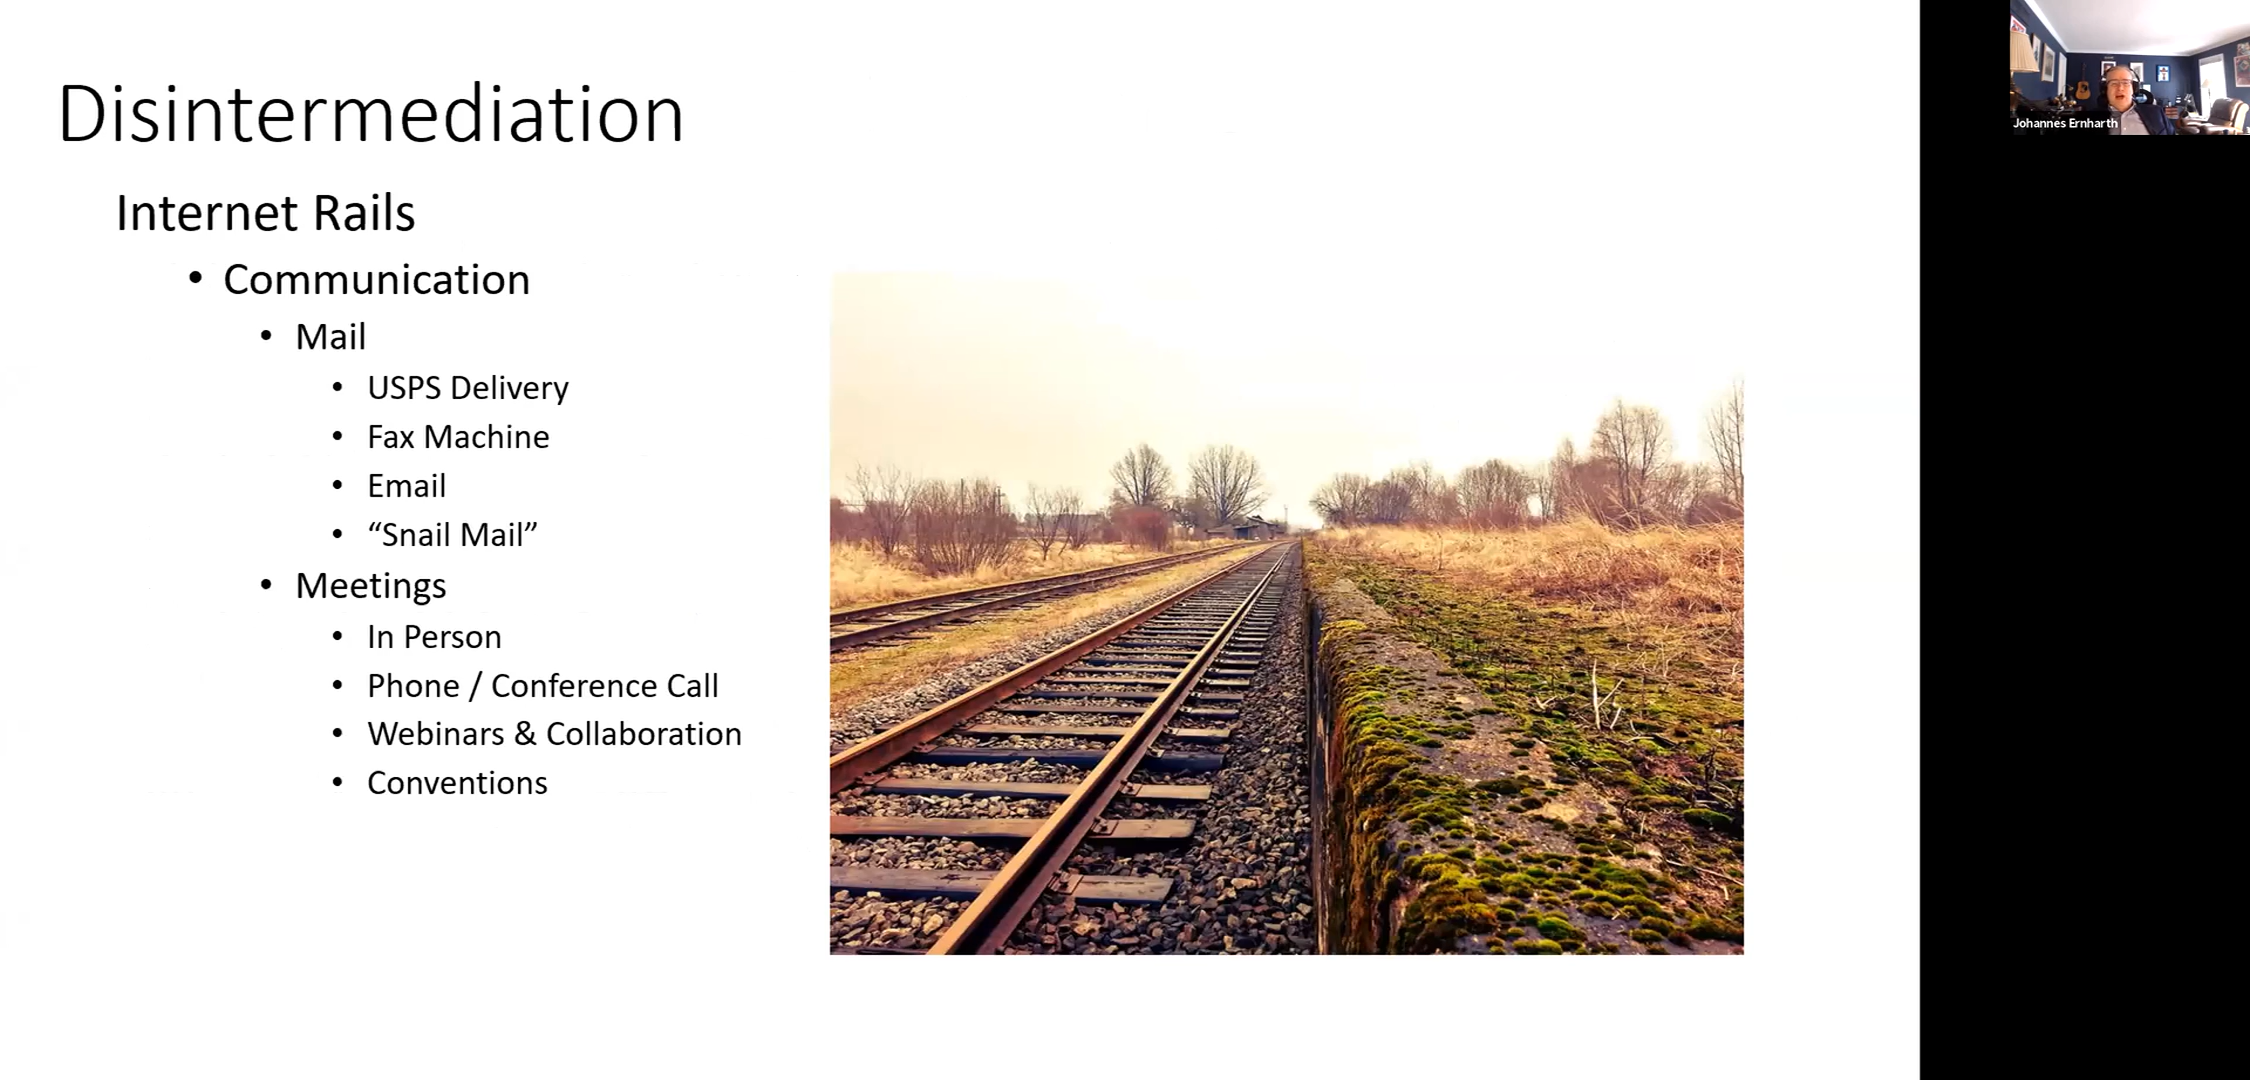 Disintermediation
Internet Rails
• Communication
• Mail
• USPS Delivery
• Fax Machine
• Email
• “Snail Mail”
• Meetings
• In Person
• Phone / Conference Call
• Webinars & Collaboration
• Conventions
Johannes Ernharth